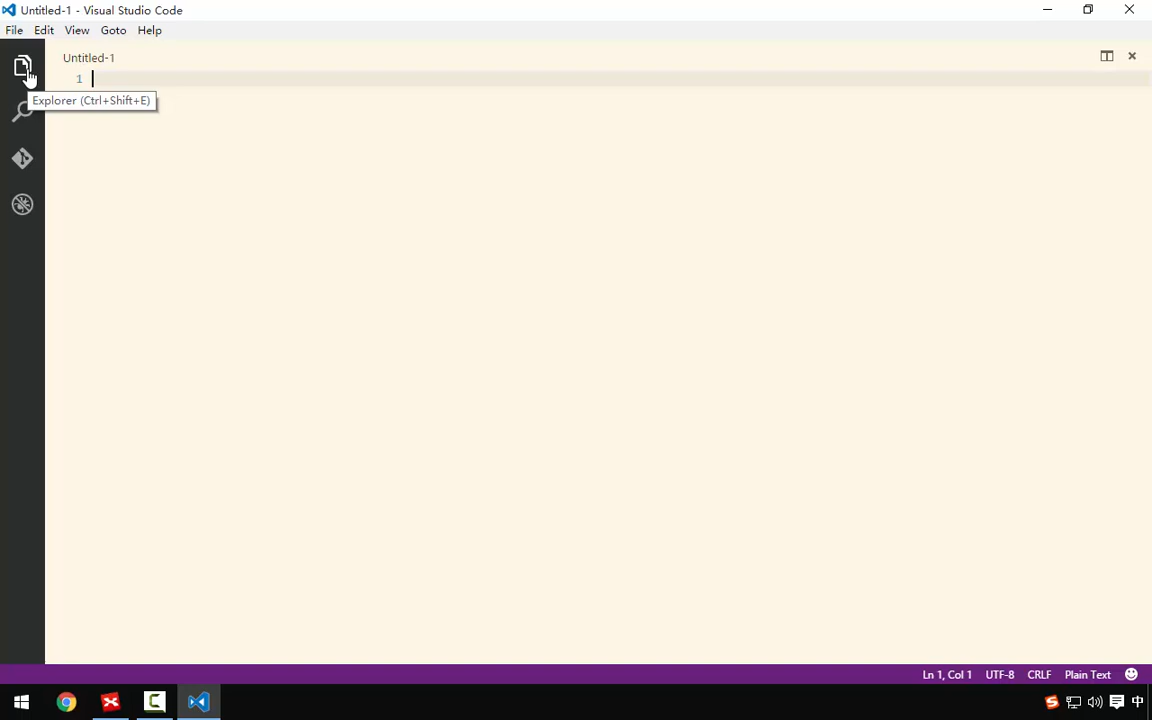 Untitled-1 - Visual Studio Code
File Edit View Goto Help
Untitled-1
1
Explorer (Ctrl+Shift+E)
Ln 1, Col 1 UTF-8 CRLF Plain Text
中